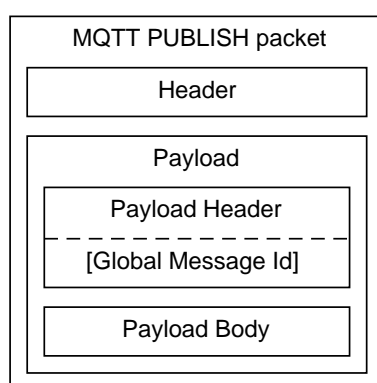 MQTT PUBLISH packet
Header
Payload
Payload Header
[Global Message Id]
Payload Body